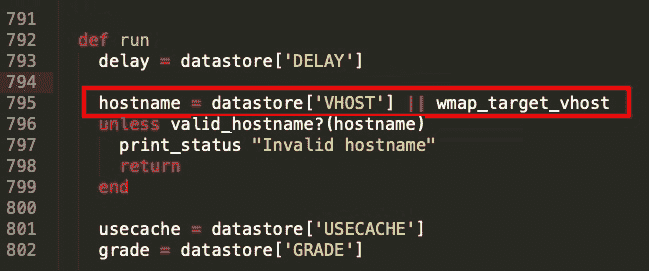 791
792 def run
793 delay = datastore['DELAY']
794
795 hostname = datastore['VHOST'] || wmap_target_vhost
796 unless valid_hostname?(hostname)
797 print_status "Invalid hostname"
798 return
799 end
800
801 usecache = datastore['USECACHE']
802 grade = datastore['GRADE']